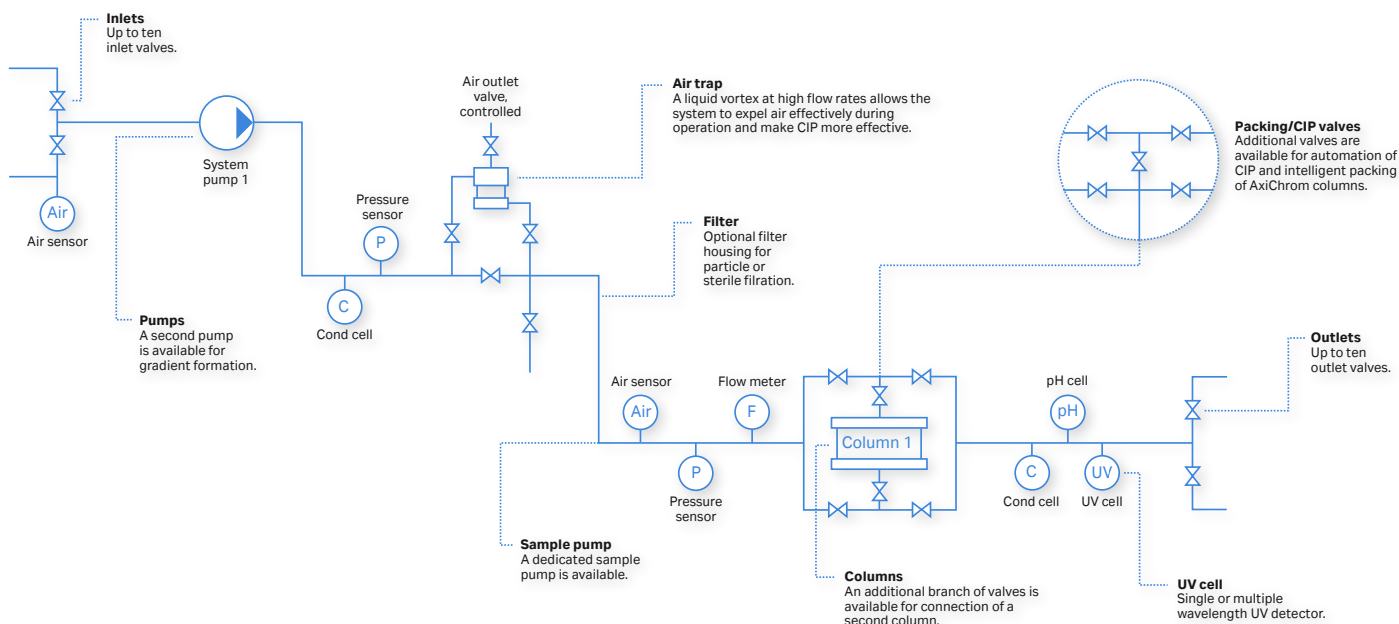 Inlets
Up to ten
inlet valves.
Air
Air sensor
System
pump 1
Pumps
A second pump
is available for
gradient formation.
C
Cond cell
Pressure
sensor
P
Air outlet
valve,
controlled
Air trap
A liquid vortex at high flow rates allows the
system to expel air effectively during
operation and make CIP more effective.
Filter
Optional filter
housing for
particle or
sterile filration.
Packing/CIP valves
Additional valves are
available for automation of
CIP and intelligent packing
of AxiChrom columns.
Air sensor
Air
Flow meter
F
P
Pressure
sensor
Sample pump
A dedicated sample
pump is available.
Column 1
Columns
An additional branch of valves is
available for connection of a
second column.
pH cell
pH
C
Cond cell
UV
UV cell
Outlets
Up to ten
outlet valves.
UV cell
Single or multiple
wavelength UV detector.